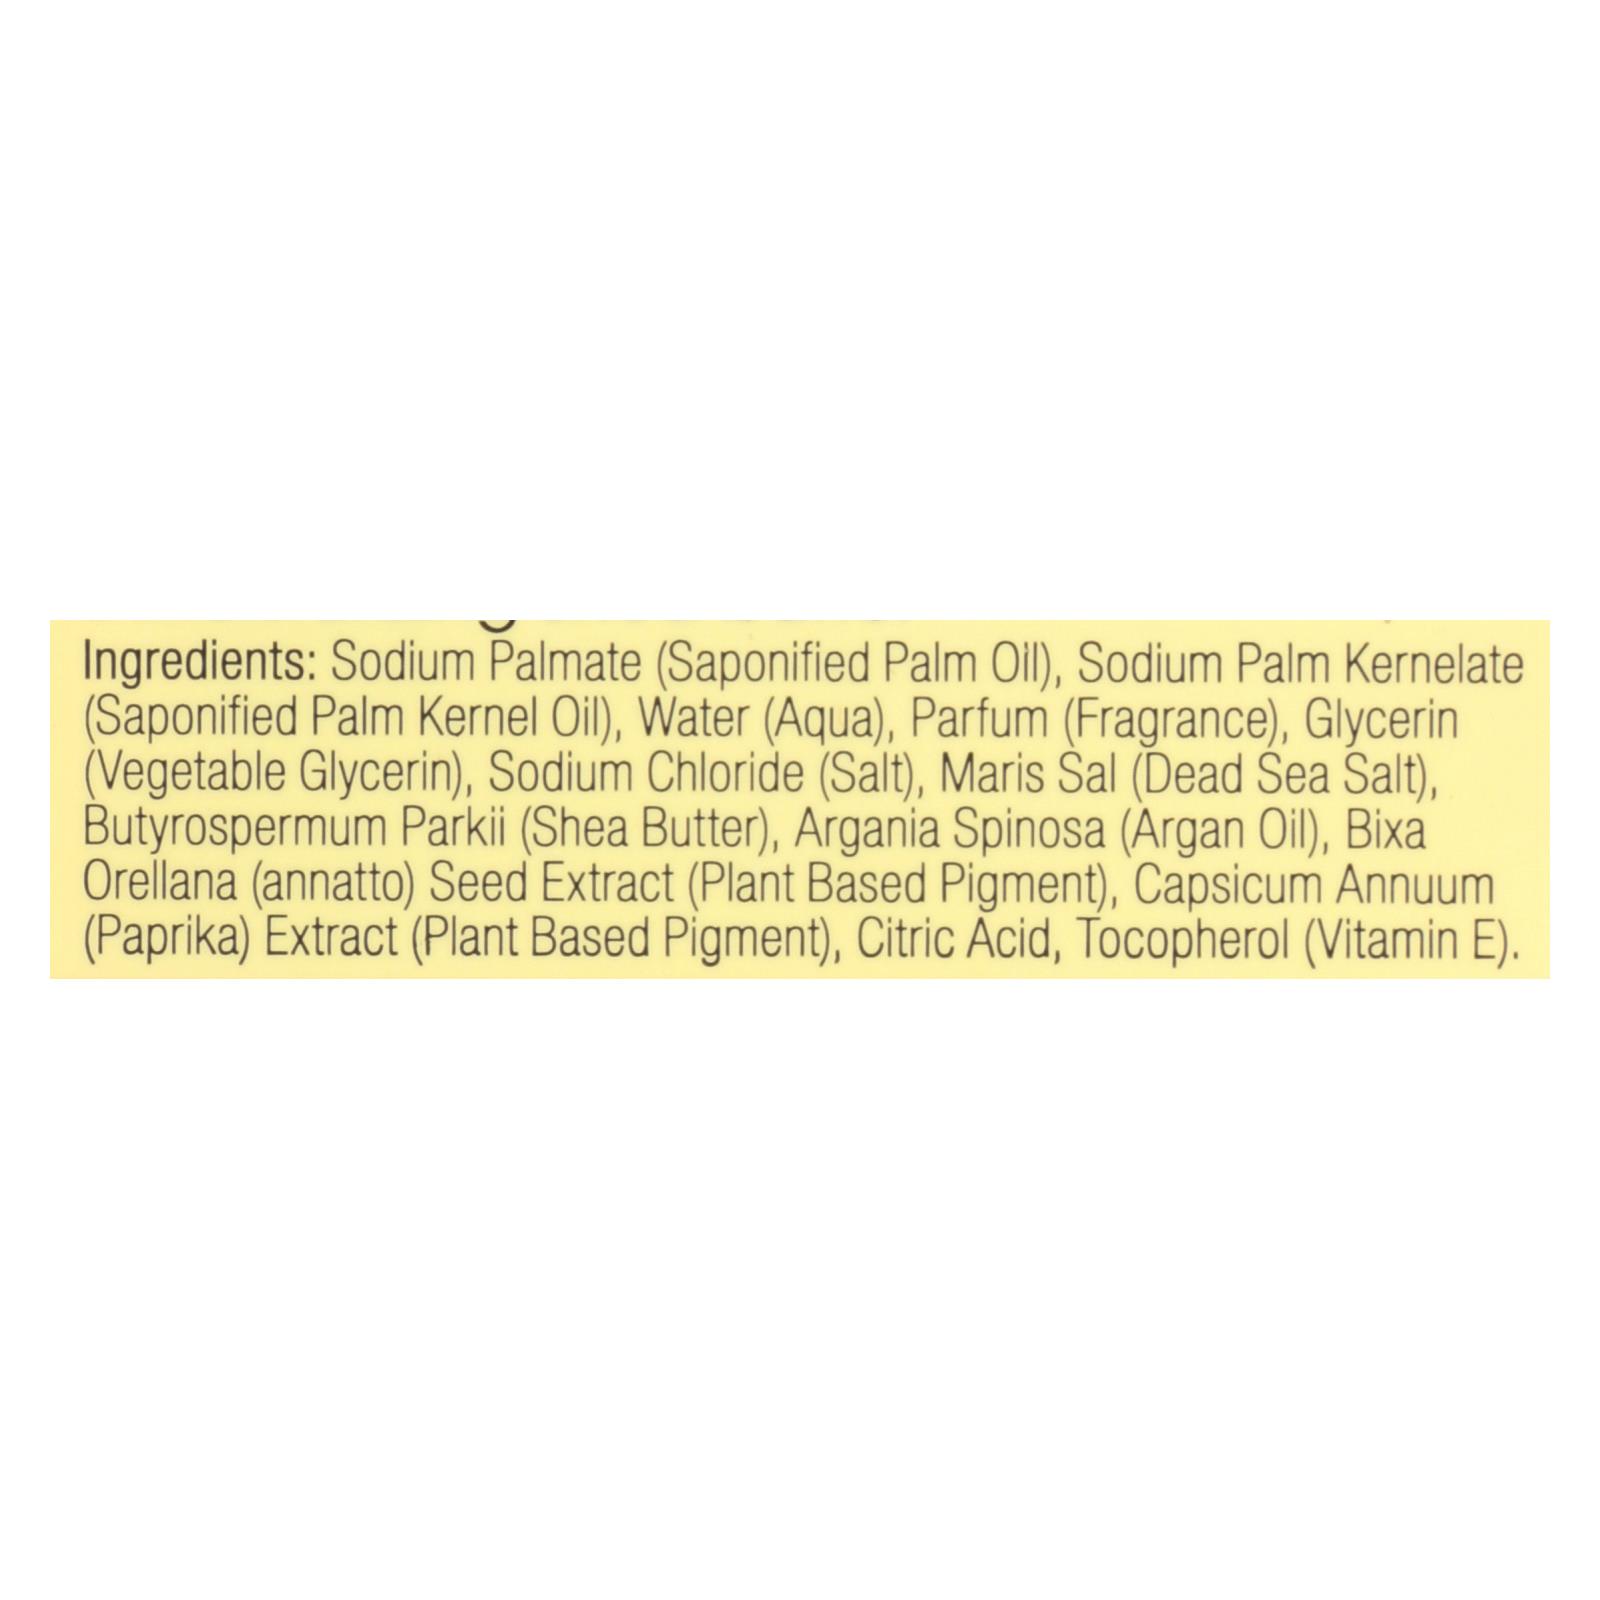 Ingredients: Sodium Palmate (Saponified Palm Oil), Sodium Palm Kernelate
(Saponified Palm Kernel Oil), Water (Aqua), Parfum (Fragrance), Glycerin
(Vegetable Glycerin), Sodium Chloride (Salt), Maris Sal (Dead Sea Salt),
Butyrospermum Parkii (Shea Butter), Argania Spinosa (Argan Oil), Bixa
Orellana (annatto) Seed Extract (Plant Based Pigment), Capsicum Annuum
(Paprika) Extract (Plant Based Pigment), Citric Acid, Tocopherol (Vitamin E).